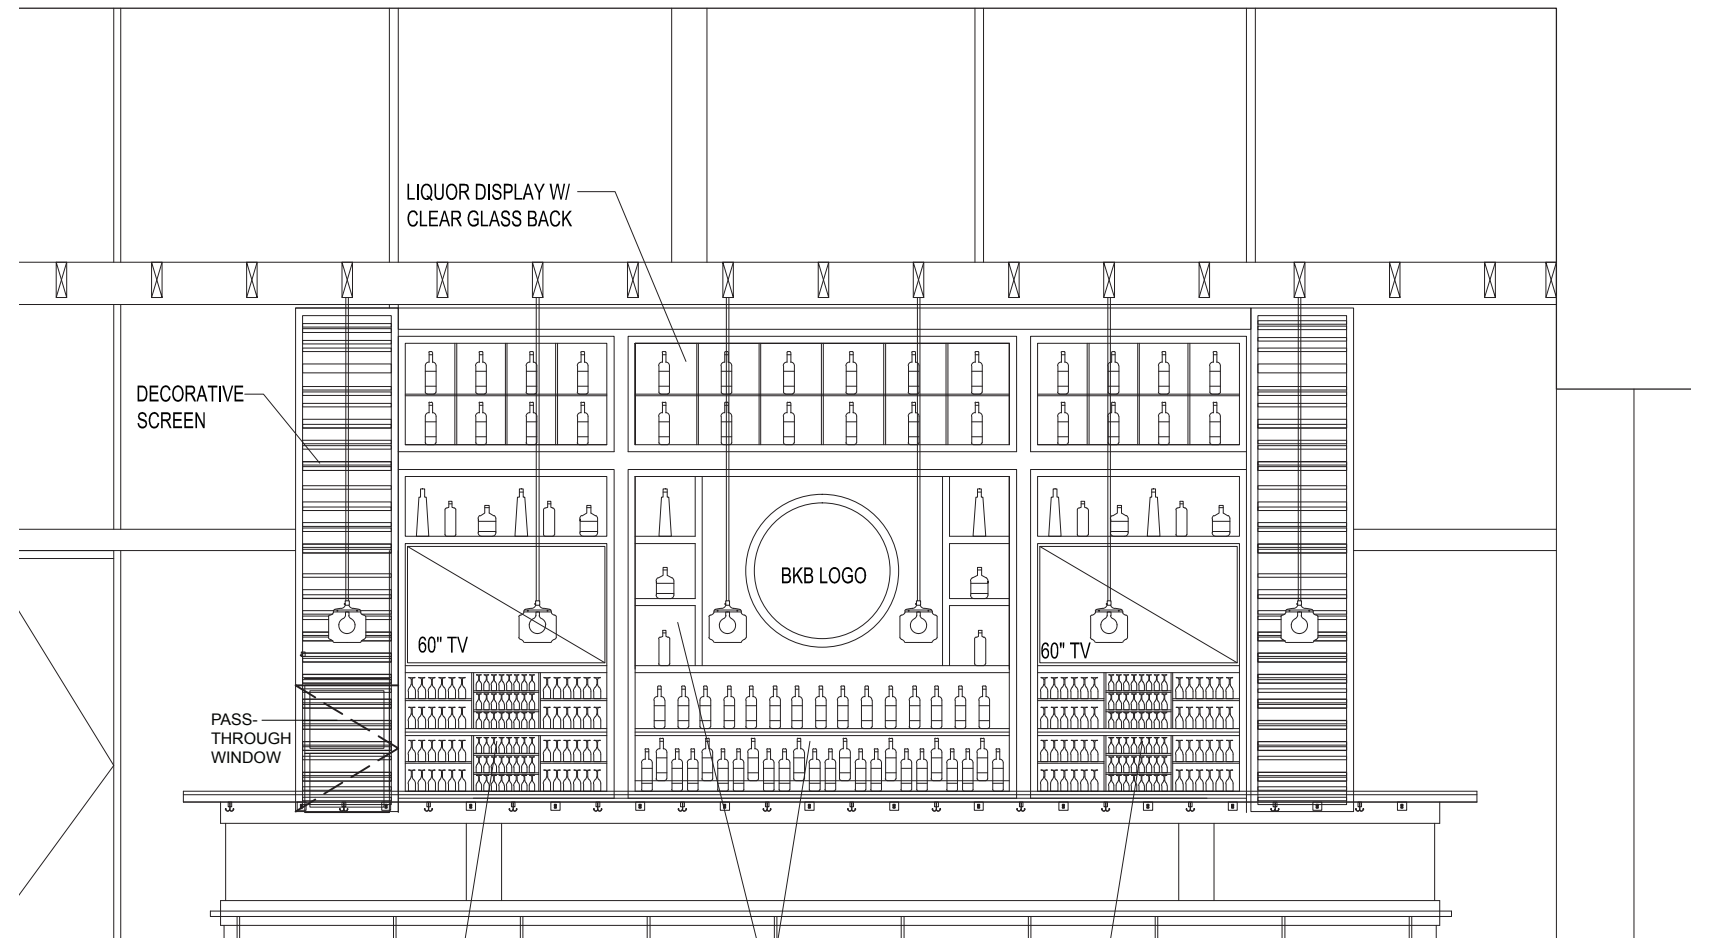 LIQUOR DISPLAY W/
CLEAR GLASS BACK
DECORATIVE
SCREEN
BKB LOGO
60" TV
60" TV
PASS-
THROUGH
WINDOW